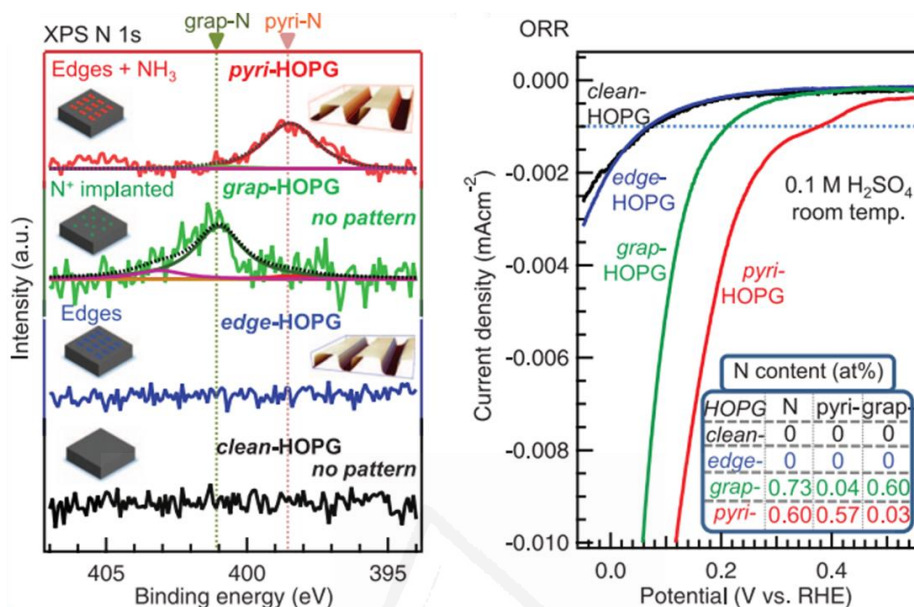 grap-N pyri-N
XPS N 1s
Edges + NH₃
pyri-HOPG
N⁺ implanted
grap-HOPG
no pattern
Edges
edge-HOPG
clean-HOPG
no pattern
Intensity (a.u.)
405 400 395
Binding energy (eV)
ORR
0.000
-0.002
-0.004
-0.006
-0.008
-0.010
Current density (mAcm⁻²)
clean-
HOPG
edge-
HOPG
grap-
HOPG
pyri-
HOPG
0.1 M H₂SO₄
room temp.
N content (at%)
HOPG N pyri- grap-
clean- 0 0 0
edge- 0 0 0
grap- 0.73 0.04 0.60
pyri- 0.60 0.57 0.03
0.0 0.2 0.4
Potential (V vs. RHE)